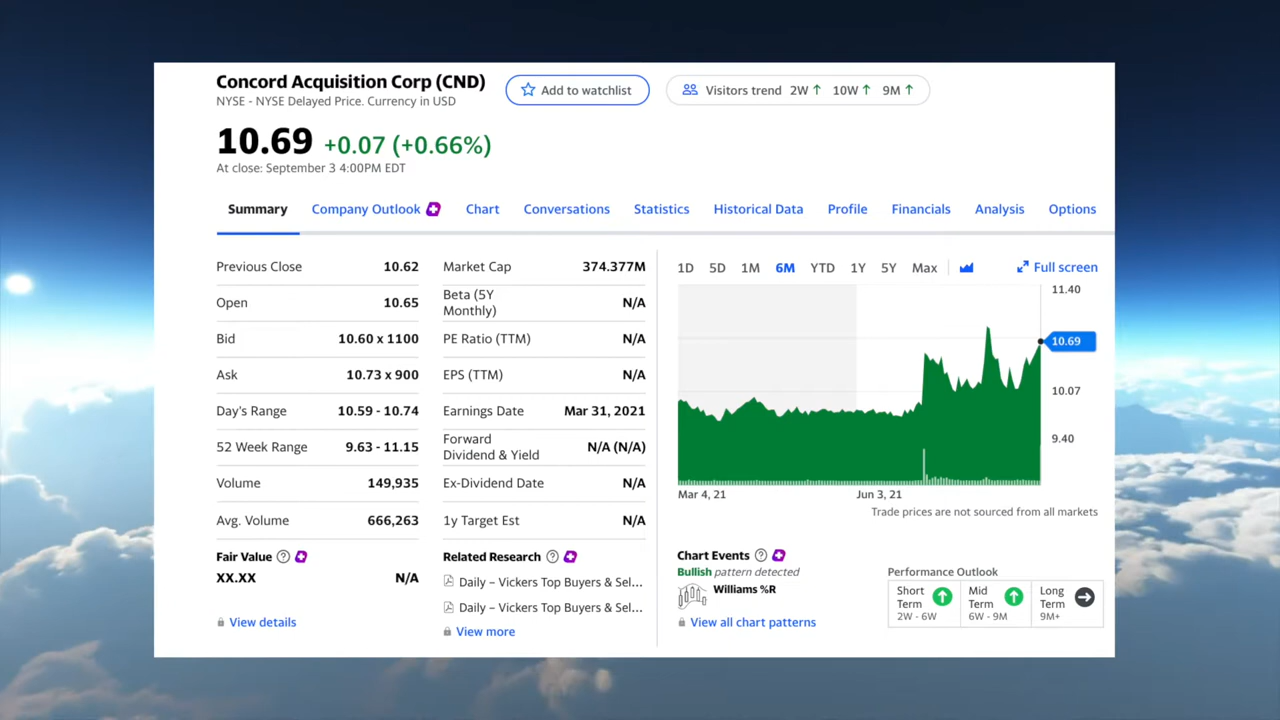 Concord Acquisition Corp (CND)
NYSE - NYSE Delayed Price. Currency in USD
Add to watchlist
Visitors trend 2W 10W 9M
10.69 +0.07 (+0.66%)
At close: September 3 4:00PM EDT
Summary Company Outlook Chart Conversations Statistics Historical Data Profile Financials Analysis Options
Previous Close 10.62
Open 10.65
Bid 10.60 x 1100
Ask 10.73 x 900
Day's Range 10.59 - 10.74
52 Week Range 9.63 - 11.15
Volume 149,935
Avg. Volume 666,263
Fair Value
XX.XX N/A
View details
Market Cap 374.377M
Beta (5Y
Monthly) N/A
PE Ratio (TTM) N/A
EPS (TTM) N/A
Earnings Date Mar 31, 2021
Forward
Dividend & Yield N/A (N/A)
Ex-Dividend Date N/A
1y Target Est N/A
Related Research
Daily – Vickers Top Buyers & Sel...
Daily – Vickers Top Buyers & Sel...
View more
1D 5D 1M 6M YTD 1Y 5Y Max
Full screen
11.40
10.69
10.07
9.40
Mar 4, 21 Jun 3, 21
Trade prices are not sourced from all markets
Chart Events
Bullish pattern detected
Williams %R
View all chart patterns
Performance Outlook
Short
Term
2W - 6W
Mid
Term
6W - 9M
Long
Term
9M+